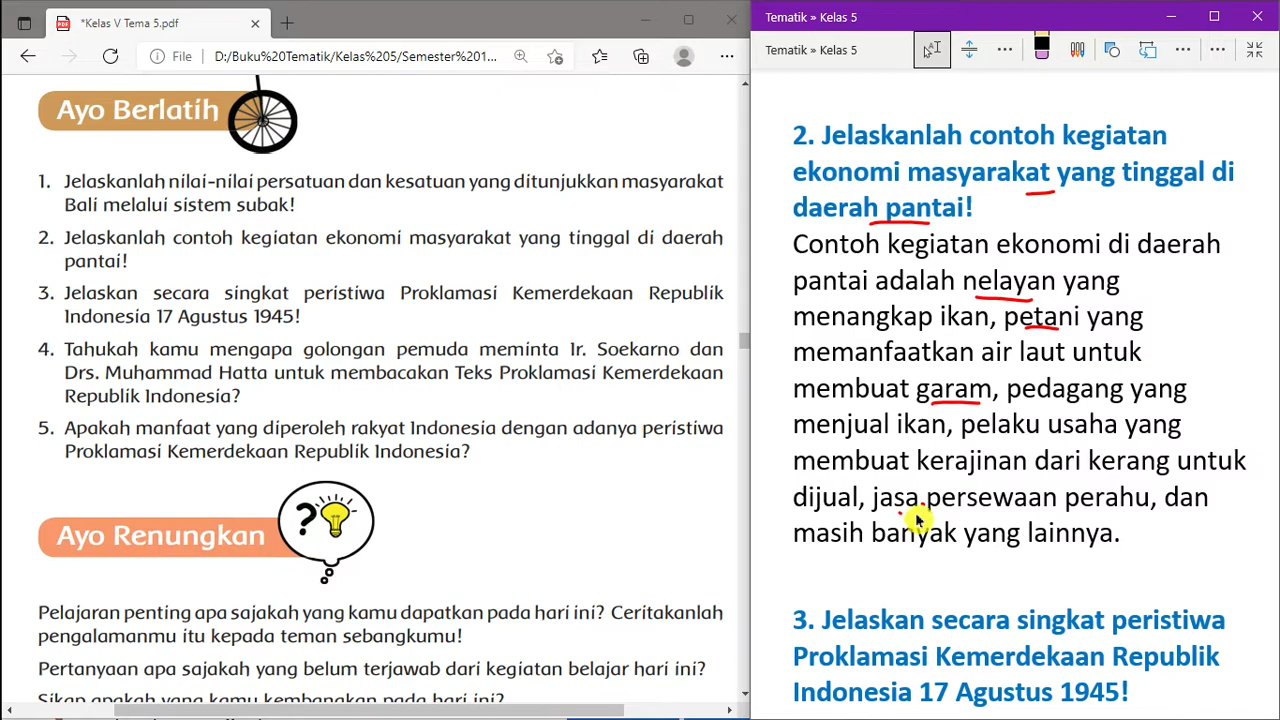 *Kelas V Tema 5.pdf
File
D:/Buku%20Tematik/Kelas%205/Semester%201...
Ayo Berlatih
1. Jelaskanlah nilai-nilai persatuan dan kesatuan yang ditunjukkan masyarakat
Bali melalui sistem subak!
2. Jelaskanlah contoh kegiatan ekonomi masyarakat yang tinggal di daerah
pantai!
3. Jelaskan secara singkat peristiwa Proklamasi Kemerdekaan Republik
Indonesia 17 Agustus 1945!
4. Tahukah kamu mengapa golongan pemuda meminta Ir. Soekarno dan
Drs. Muhammad Hatta untuk membacakan Teks Proklamasi Kemerdekaan
Republik Indonesia?
5. Apakah manfaat yang diperoleh rakyat Indonesia dengan adanya peristiwa
Proklamasi Kemerdekaan Republik Indonesia?
?
Ayo Renungkan
Pelajaran penting apa sajakah yang kamu dapatkan pada hari ini? Ceritakanlah
pengalamanmu itu kepada teman sebangkumu!
Pertanyaan apa sajakah yang belum terjawab dari kegiatan belajar hari ini?
Sikap apakah yang kamu kembangkan pada hari ini?
Tematik » Kelas 5
Tematik » Kelas 5
2. Jelaskanlah contoh kegiatan
ekonomi masyarakat yang tinggal di
daerah pantai!
Contoh kegiatan ekonomi di daerah
pantai adalah nelayan yang
menangkap ikan, petani yang
memanfaatkan air laut untuk
membuat garam, pedagang yang
menjual ikan, pelaku usaha yang
membuat kerajinan dari kerang untuk
dijual, jasa persewaan perahu, dan
masih banyak yang lainnya.
3. Jelaskan secara singkat peristiwa
Proklamasi Kemerdekaan Republik
Indonesia 17 Agustus 1945!